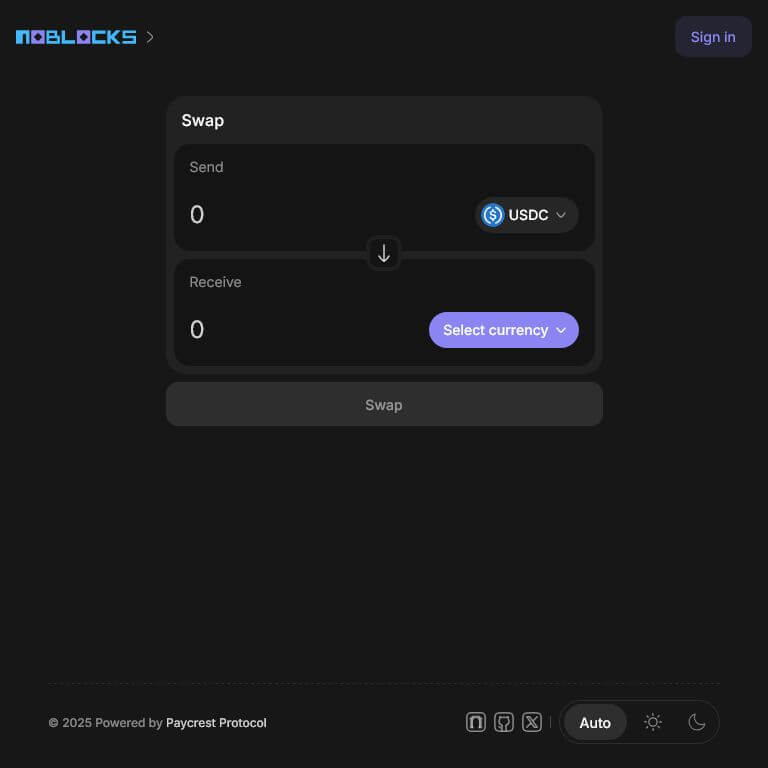 NOBLOCKS
Sign in
Swap
Send
0
USDC
Receive
0
Select currency
Swap
© 2025 Powered by Paycrest Protocol
Auto